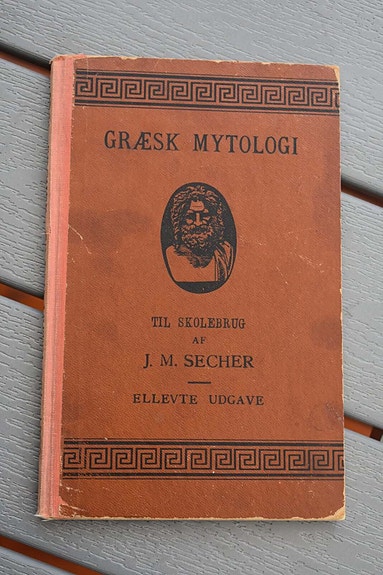 GRÆSK MYTOLOGI
TIL SKOLEBRUG
AF
J. M. SECHER
ELLEVTE UDGAVE